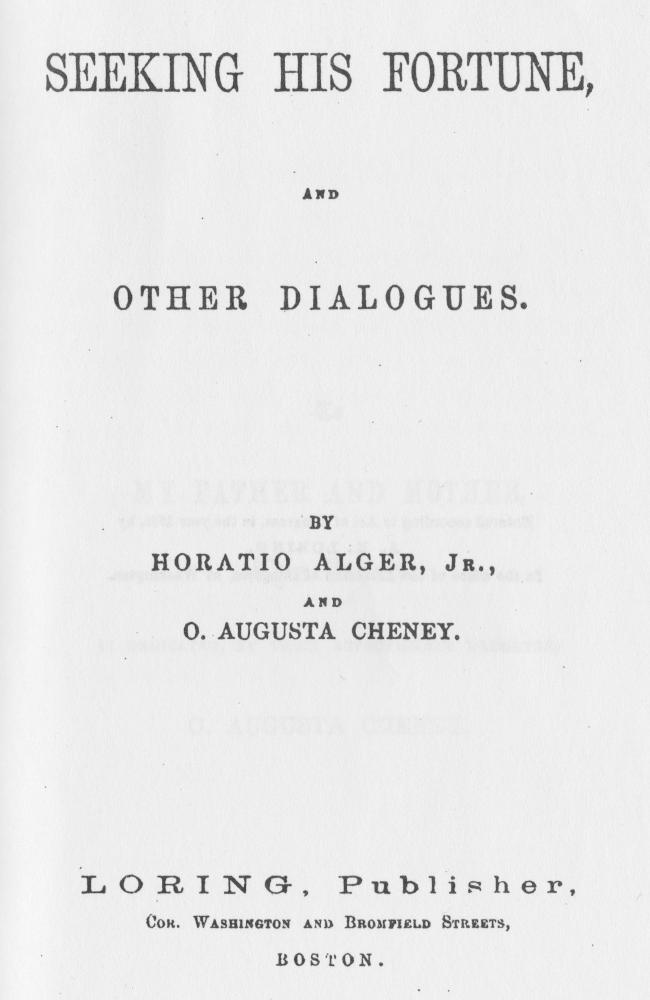 SEEKING HIS FORTUNE,
AND
OTHER DIALOGUES.
BY
HORATIO ALGER, JR.,
AND
O. AUGUSTA CHENEY.
LORING, Publisher,
COR. WASHINGTON AND BROMFIELD STREETS,
BOSTON.